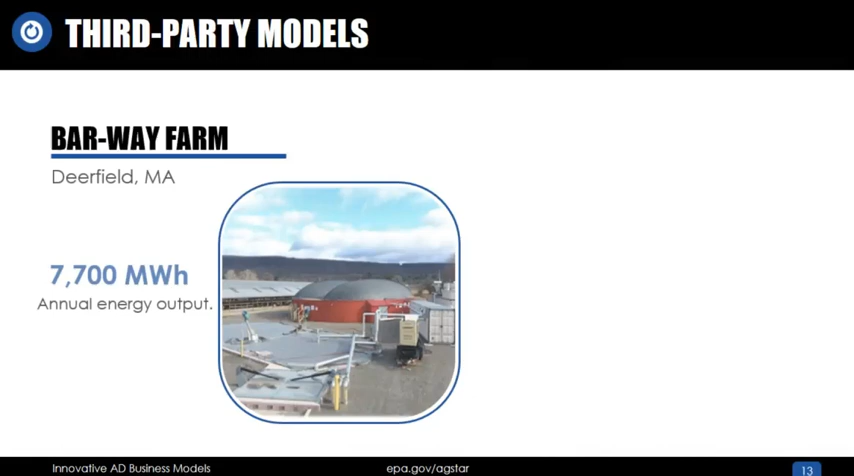 THIRD-PARTY MODELS
BAR-WAY FARM
Deerfield, MA
7,700 MWh
Annual energy output.
Innovative AD Business Models
epa.gov/agstar
13